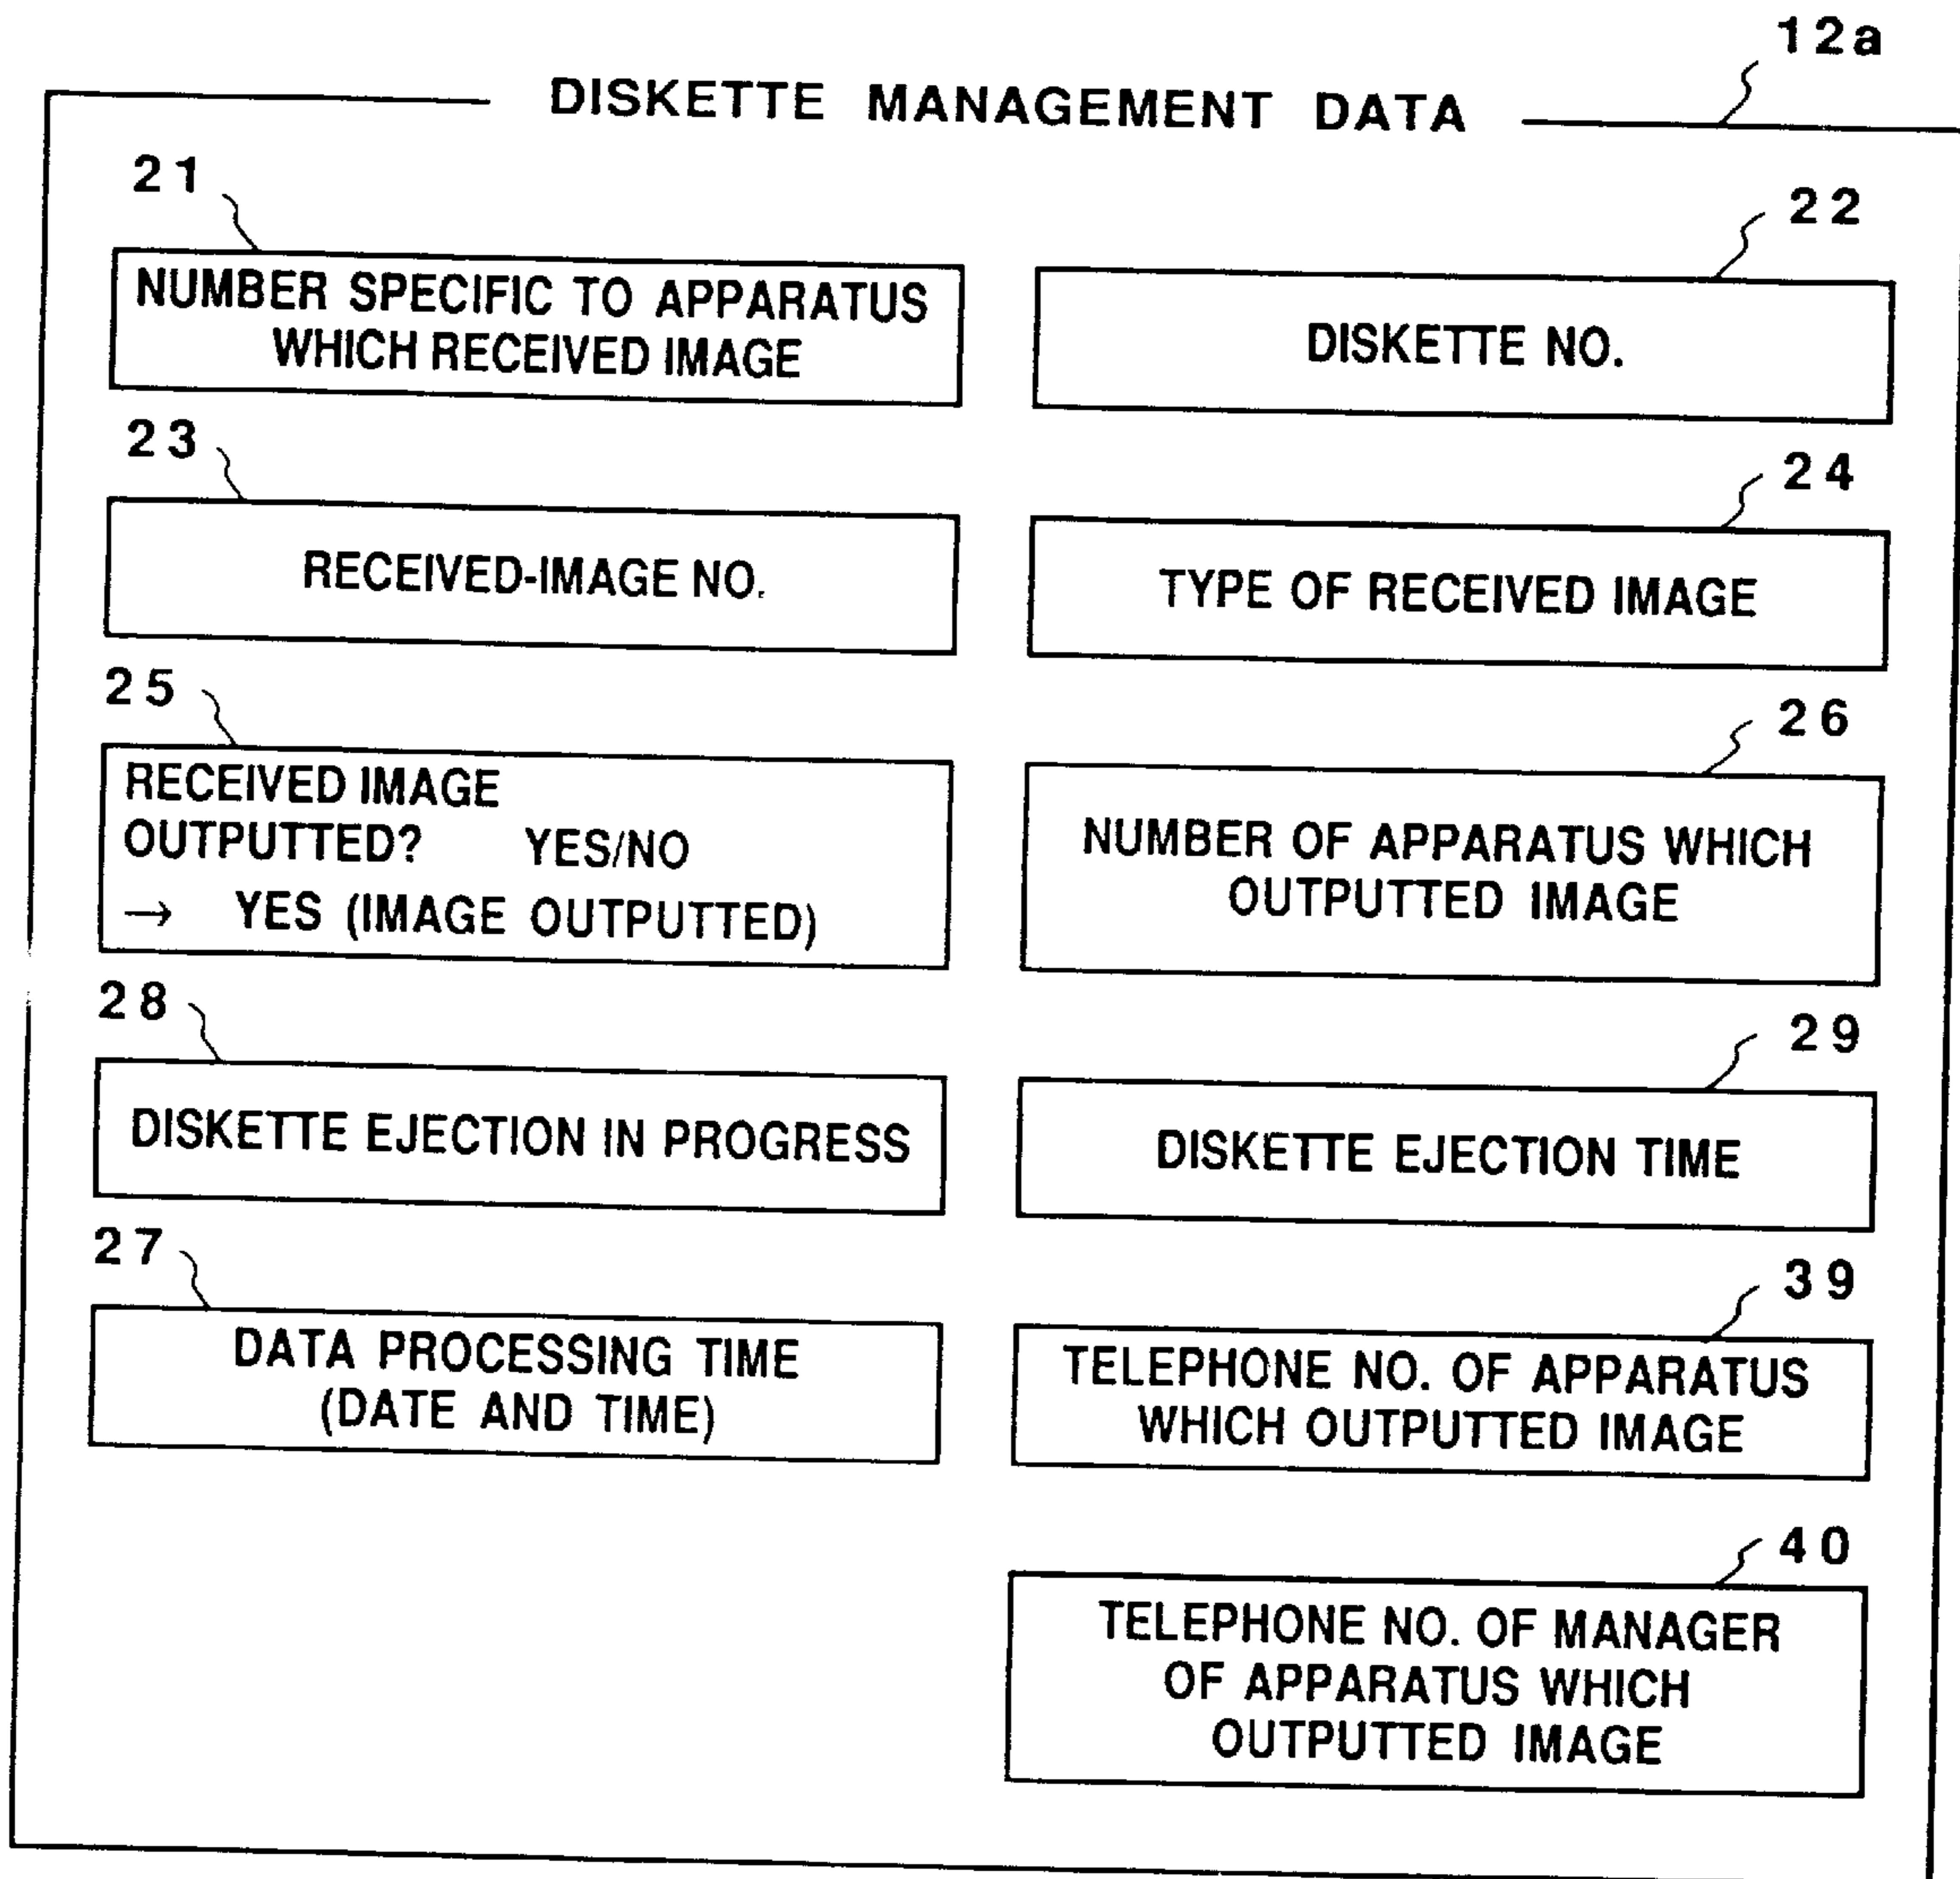 12a
DISKETTE MANAGEMENT DATA
21
NUMBER SPECIFIC TO APPARATUS
WHICH RECEIVED IMAGE
22
DISKETTE NO.
23
RECEIVED-IMAGE NO.
24
TYPE OF RECEIVED IMAGE
25
RECEIVED IMAGE
OUTPUTTED? YES/NO
→ YES (IMAGE OUTPUTTED)
26
NUMBER OF APPARATUS WHICH
OUTPUTTED IMAGE
28
DISKETTE EJECTION IN PROGRESS
29
DISKETTE EJECTION TIME
27
DATA PROCESSING TIME
(DATE AND TIME)
39
TELEPHONE NO. OF APPARATUS
WHICH OUTPUTTED IMAGE
40
TELEPHONE NO. OF MANAGER
OF APPARATUS WHICH
OUTPUTTED IMAGE